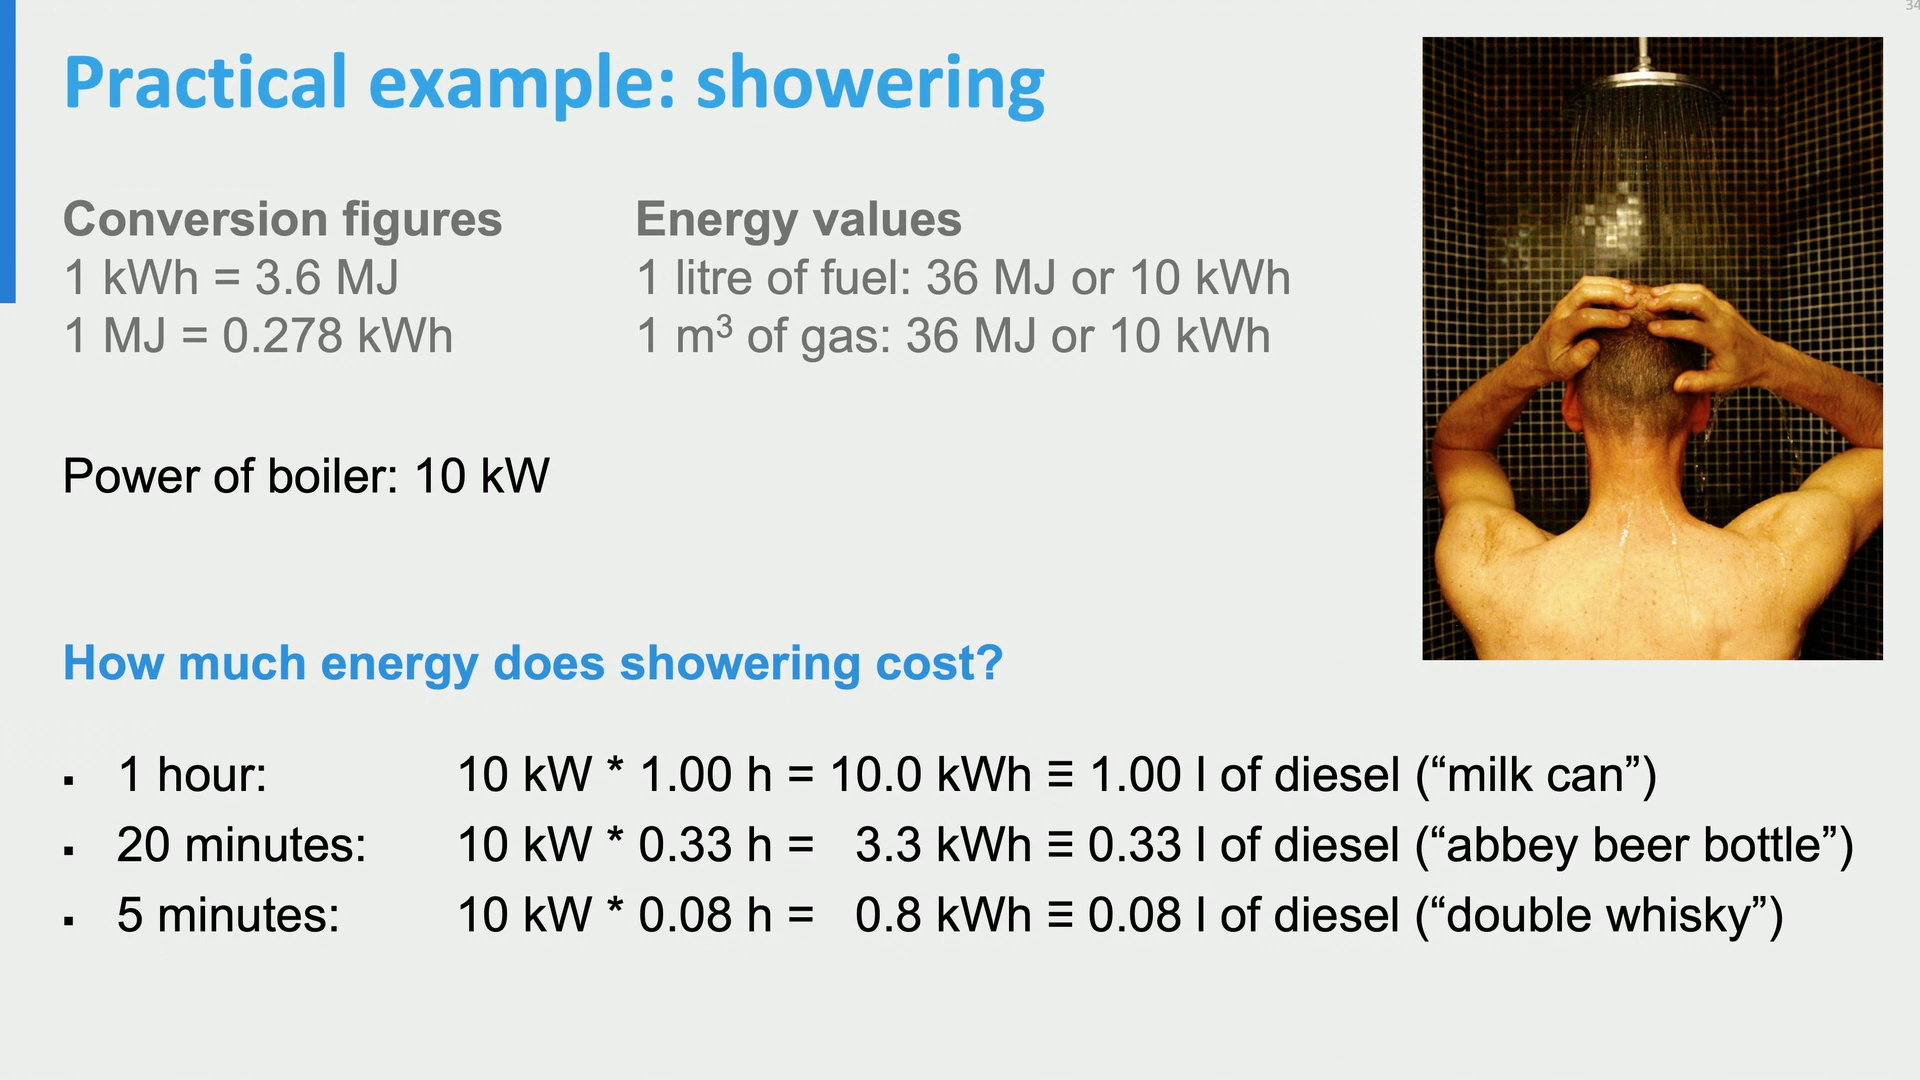 34
Practical example: showering
Conversion figures
1 kWh = 3.6 MJ
1 MJ = 0.278 kWh
Energy values
1 litre of fuel: 36 MJ or 10 kWh
1 m³ of gas: 36 MJ or 10 kWh
Power of boiler: 10 kW
How much energy does showering cost?
▪ 1 hour: 10 kW * 1.00 h = 10.0 kWh ≡ 1.00 l of diesel (“milk can”)
▪ 20 minutes: 10 kW * 0.33 h = 3.3 kWh ≡ 0.33 l of diesel (“abbey beer bottle”)
▪ 5 minutes: 10 kW * 0.08 h = 0.8 kWh ≡ 0.08 l of diesel (“double whisky”)